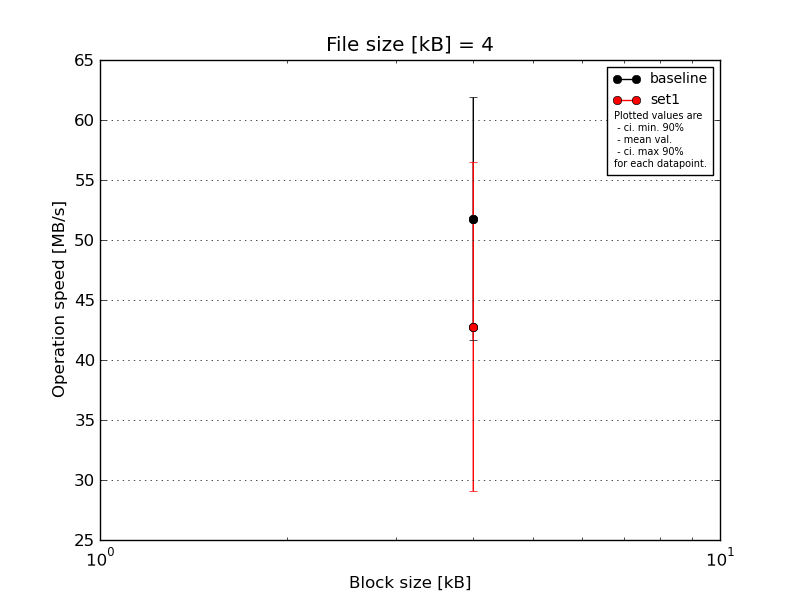 File size [kB] = 4
65
60
55
50
45
40
35
30
25
Operation speed [MB/s]
baseline
set1
Plotted values are
- ci. min. 90%
- mean val.
- ci. max 90%
for each datapoint.
10^0
10^1
Block size [kB]